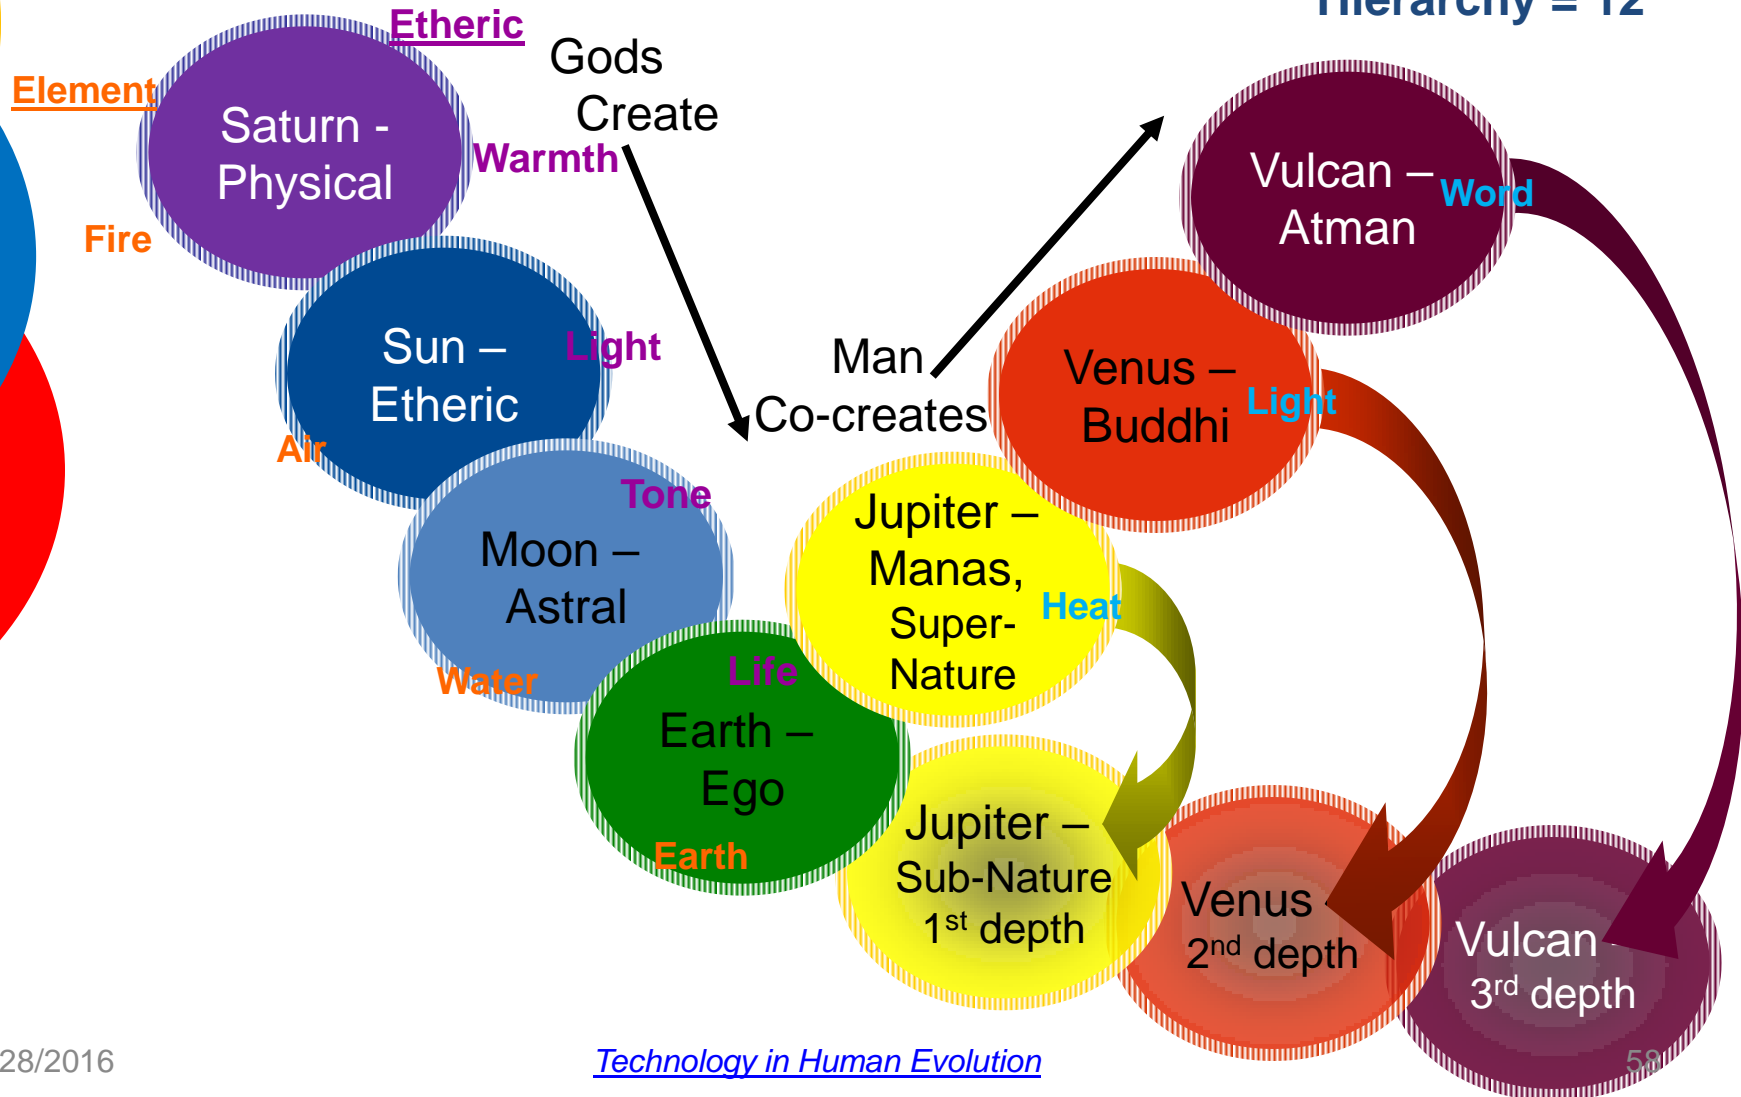 Hierarchy = 12
Etheric
Element
Gods
Create
Saturn -
Physical
Warmth
Fire
Vulcan –
Atman
Word
Sun –
Etheric
Light
Air
Man
Co-creates
Venus –
Buddhi
Light
Tone
Moon –
Astral
Water
Jupiter –
Manas,
Super-
Nature
Heat
Life
Earth –
Ego
Earth
Jupiter –
Sub-Nature
1st depth
Venus -
2nd depth
Vulcan -
3rd depth
28/2016
Technology in Human Evolution
58